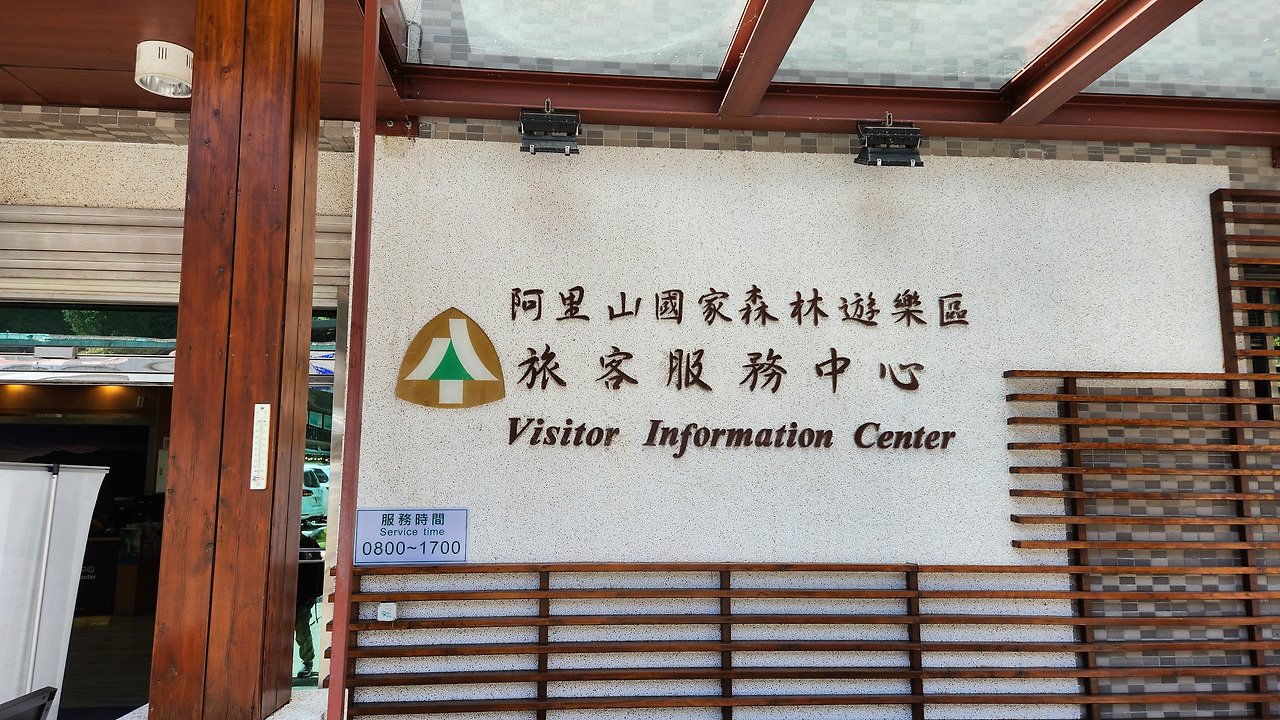 阿里山國家森林遊樂區
旅客服務中心
Visitor Information Center
服務時間
Service time
0800~1700